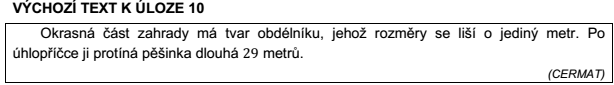 VÝCHOZÍ TEXT K ÚLOZE 10
Okrasná část zahrady má tvar obdélníku, jehož rozměry se liší o jediný metr. Po
úhlopříčce ji protíná pěšinka dlouhá 29 metrů.
(CERMAT)